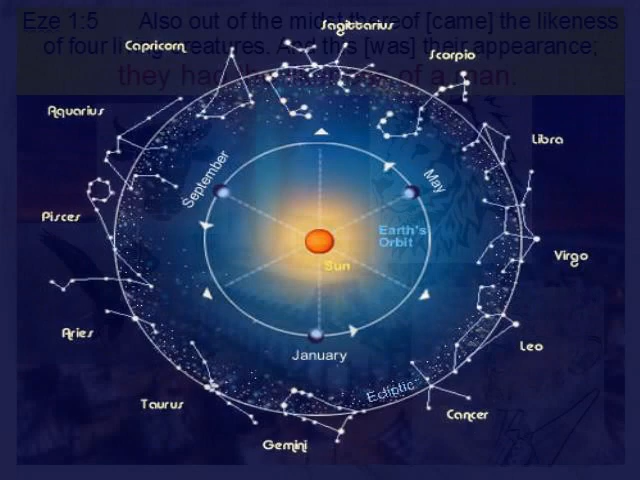 Eze 1:5 Also out of the midst thereof [came] the likeness
of four living creatures. And this [was] their appearance;
they had the likeness of a man.
Sagittarius
Capricorn
Scorpio
Aquarius
Libra
September
May
Pisces
Earth's
Orbit
Virgo
Sun
Aries
January
Leo
Ecliptic
Taurus
Cancer
Gemini